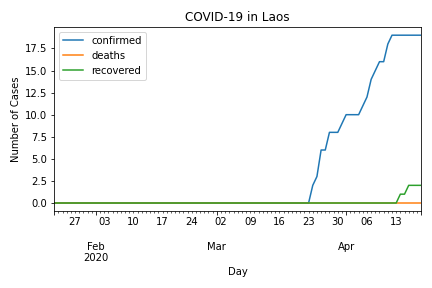 COVID-19 in Laos
confirmed
deaths
recovered
Number of Cases
17.5
15.0
12.5
10.0
7.5
5.0
2.5
0.0
27 03 10 17 24 02 09 16 23 30 06 13
Feb Mar Apr
2020
Day